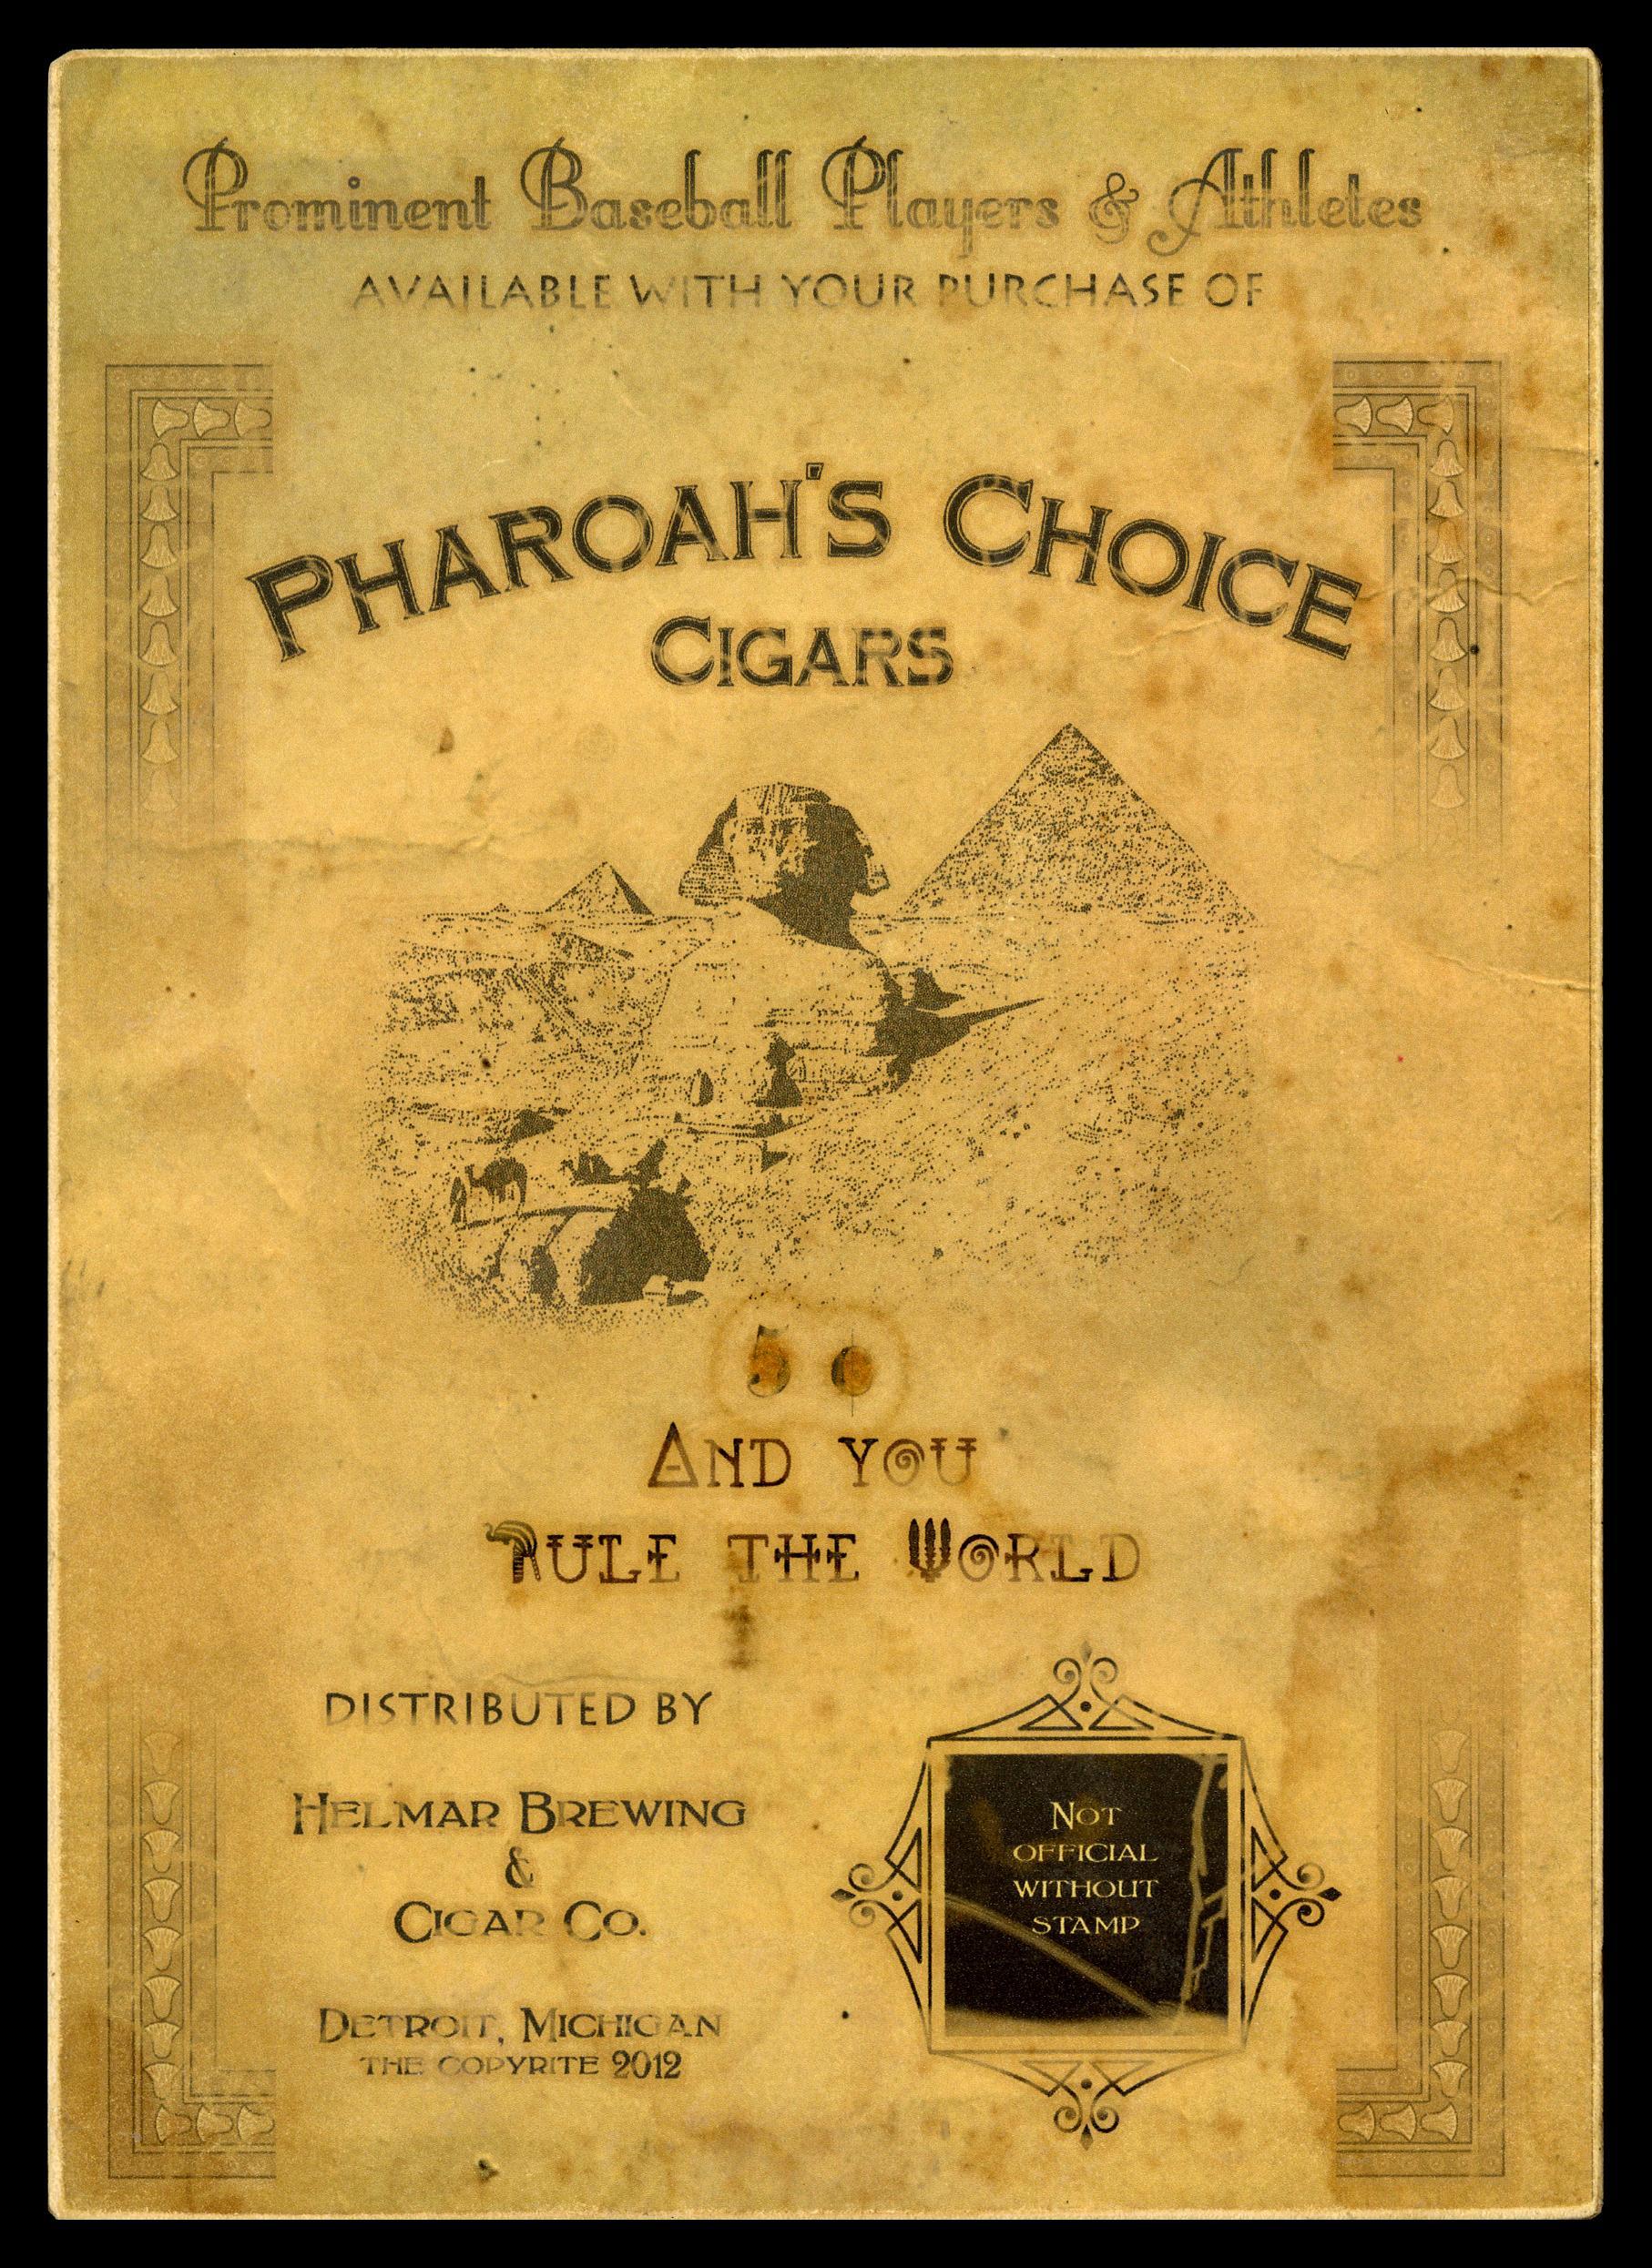 Prominent Baseball Players & Athletes
AVAILABLE WITH YOUR PURCHASE OF
PHAROAH'S CHOICE
CIGARS
5 ¢
AND YOU
RULE THE WORLD
DISTRIBUTED BY
HELMAR BREWING
&
CIGAR CO.
DETROIT, MICHIGAN
THE COPYRITE 2012
NOT
OFFICIAL
WITHOUT
STAMP